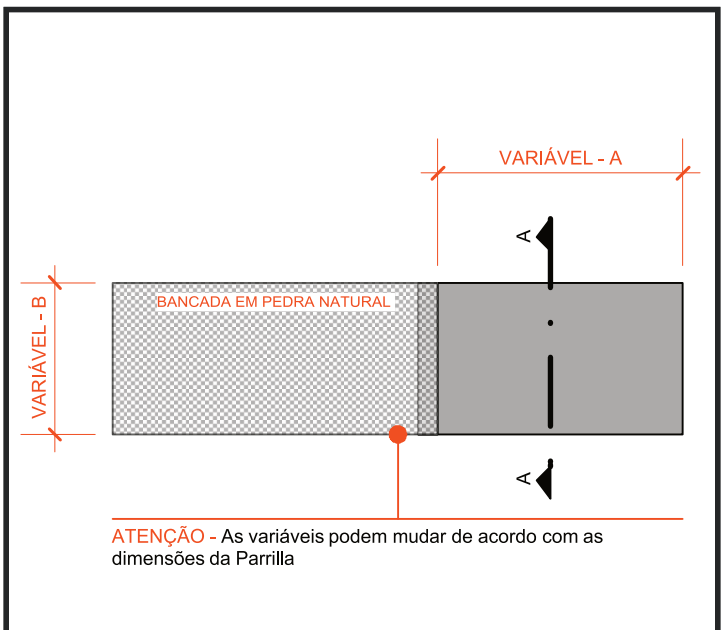 VARIÁVEL - A
A
BANCADA EM PEDRA NATURAL
VARIÁVEL - B
A
ATENÇÃO - As variáveis podem mudar de acordo com as
dimensões da Parrilla